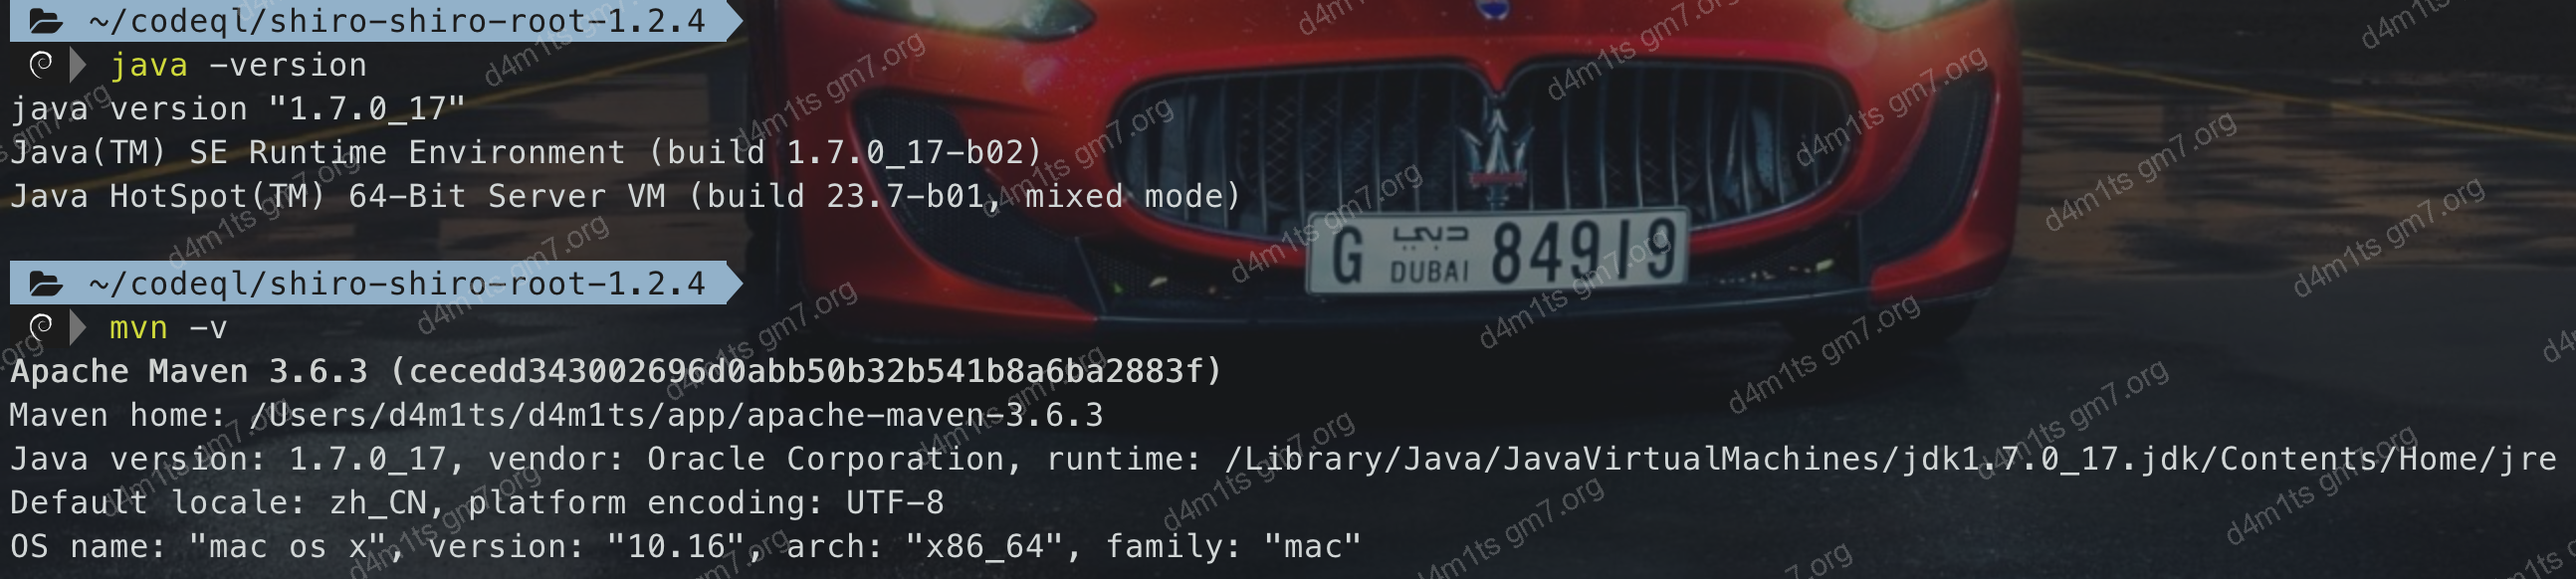 ~/codeql/shiro-shiro-root-1.2.4
java -version
java version "1.7.0_17"
Java(TM) SE Runtime Environment (build 1.7.0_17-b02)
Java HotSpot(TM) 64-Bit Server VM (build 23.7-b01, mixed mode)
G دبي DUBAI 84919
~/codeql/shiro-shiro-root-1.2.4
mvn -v
Apache Maven 3.6.3 (cecedd343002696d0abb50b32b541b8a6ba2883f)
Maven home: /Users/d4m1ts/d4m1ts/app/apache-maven-3.6.3
Java version: 1.7.0_17, vendor: Oracle Corporation, runtime: /Library/Java/JavaVirtualMachines/jdk1.7.0_17.jdk/Contents/Home/jre
Default locale: zh_CN, platform encoding: UTF-8
OS name: "mac os x", version: "10.16", arch: "x86_64", family: "mac"
d4m1ts gm7.org